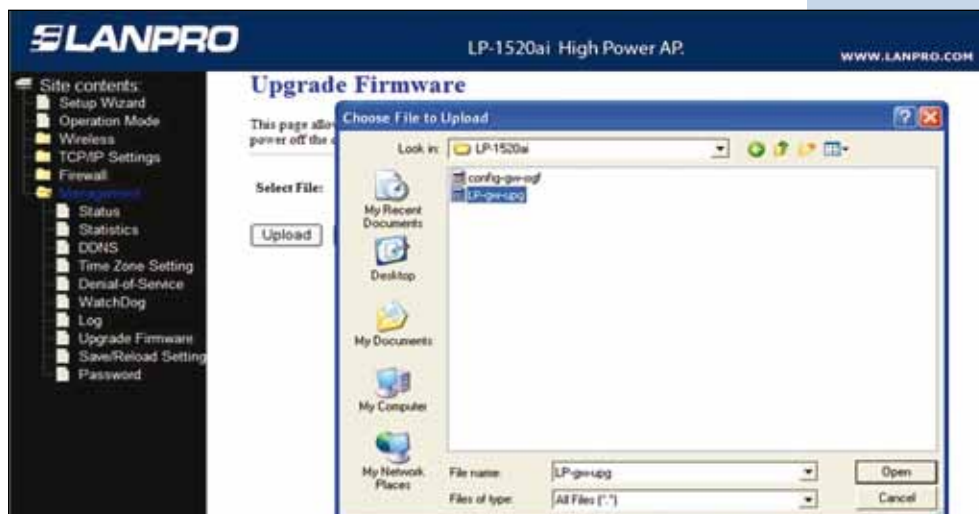 LANPRO
LP-1520ai High Power AP.
WWW.LANPRO.COM
Site contents:
Setup Wizard
Operation Mode
Wireless
TCP/IP Settings
Firewall
Management
Status
Statistics
DDNS
Time Zone Setting
Denial-of-Service
WatchDog
Log
Upgrade Firmware
Save/Reload Setting
Password
Upgrade Firmware
This page allo
power off the
Select File:
Upload
Choose File to Upload
Look in:
LP-1520ai
config-gw-ogf
LP-gw-upg
My Recent
Documents
Desktop
My Documents
My Computer
My Network
Places
File name:
LP-gw-upg
Open
Files of type:
All Files (*.*)
Cancel